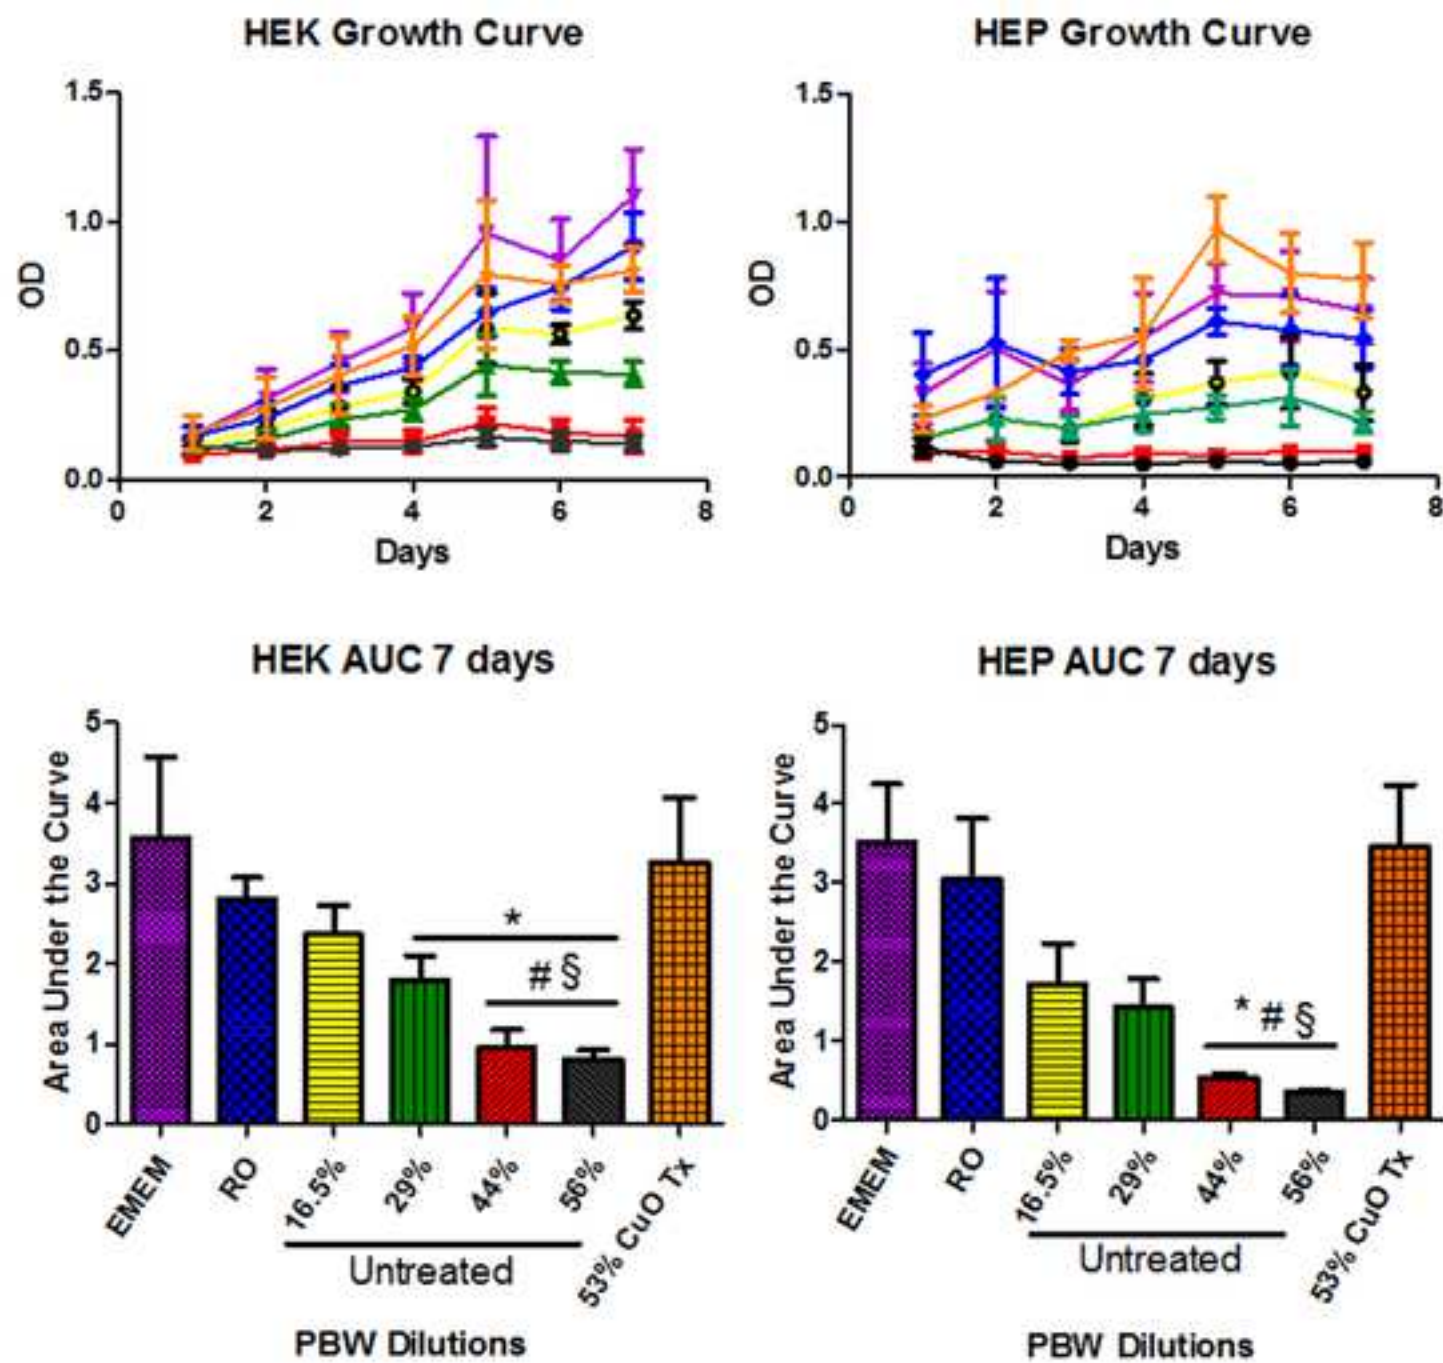 HEK Growth Curve
1.5
1.0
0.5
0.0
OD
0 2 4 6 8
Days
HEP Growth Curve
1.5
1.0
0.5
0.0
OD
0 2 4 6 8
Days
HEK AUC 7 days
5
4
3
2
1
0
Area Under the Curve
*
# §
EMEM RO 16.5% 29% 44% 56% 53% CuO Tx
Untreated
PBW Dilutions
HEP AUC 7 days
5
4
3
2
1
0
Area Under the Curve
* # §
EMEM RO 16.5% 29% 44% 56% 53% CuO Tx
Untreated
PBW Dilutions